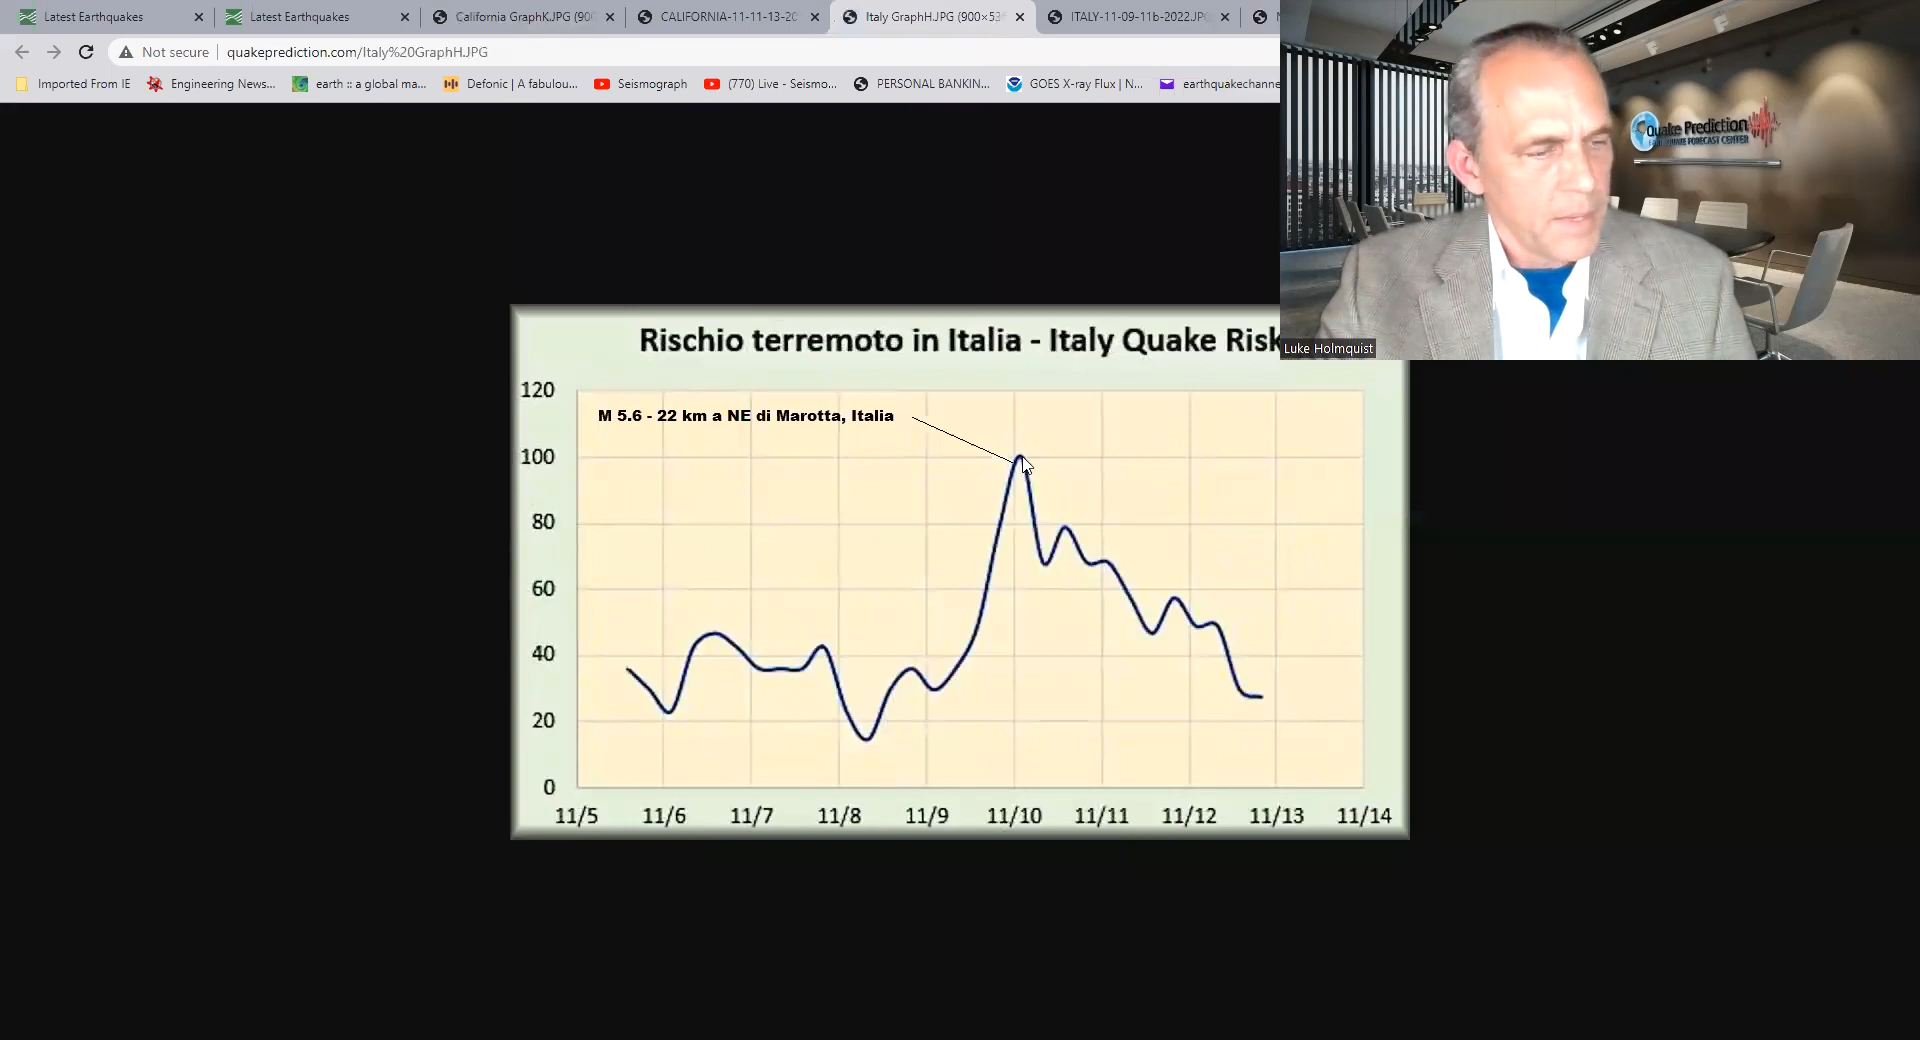 Latest Earthquakes
Latest Earthquakes
California GraphK.JPG (90
CALIFORNIA-11-11-13-20
Italy GraphH.JPG (900×53
ITALY-11-09-11b-2022.JP
Not secure
quakeprediction.com/Italy%20GraphH.JPG
Imported From IE
Engineering News...
earth :: a global ma...
Defonic | A fabulou...
Seismograph
(770) Live - Seismo...
PERSONAL BANKIN...
GOES X-ray Flux | N...
earthquakechanne
Quake Prediction
EARTHQUAKE FORECAST CENTER
Luke Holmquist
Rischio terremoto in Italia - Italy Quake Risk
M 5.6 - 22 km a NE di Marotta, Italia
120
100
80
60
40
20
0
11/5 11/6 11/7 11/8 11/9 11/10 11/11 11/12 11/13 11/14